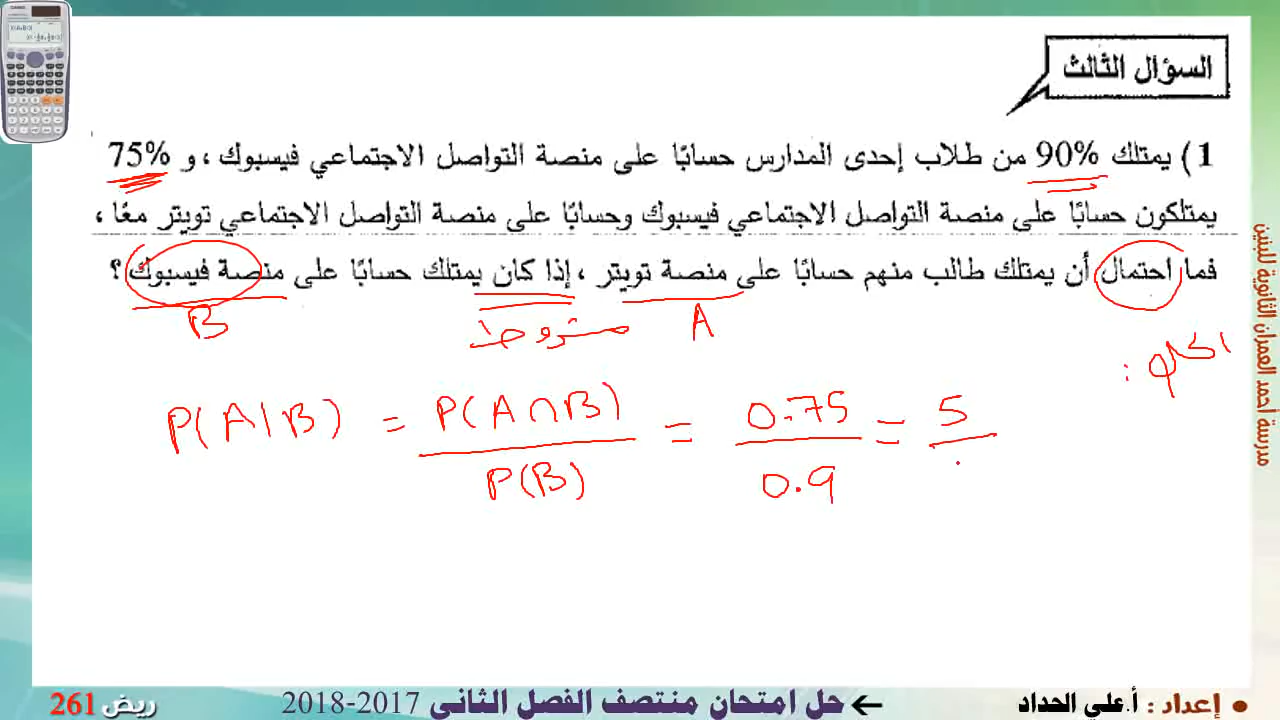 السؤال الثالث
1) يمتلك 90% من طلاب إحدى المدارس حسابًا على منصة التواصل الاجتماعي فيسبوك ، و 75%
يمتلكون حسابًا على منصة التواصل الاجتماعي فيسبوك وحسابًا على منصة التواصل الاجتماعي تويتر معًا ،
فما احتمال أن يمتلك طالب منهم حسابًا على منصة تويتر ، إذا كان يمتلك حسابًا على منصة فيسبوك ؟
A مشروط B
الحل :
P(A|B) = P(A∩B) / P(B) = 0.75 / 0.9 = 5
مدرسة أحمد العمران الثانوية للبنين
إعداد : أ.علي الحداد ← حل امتحان منتصف الفصل الثاني 2017-2018 ريض 261